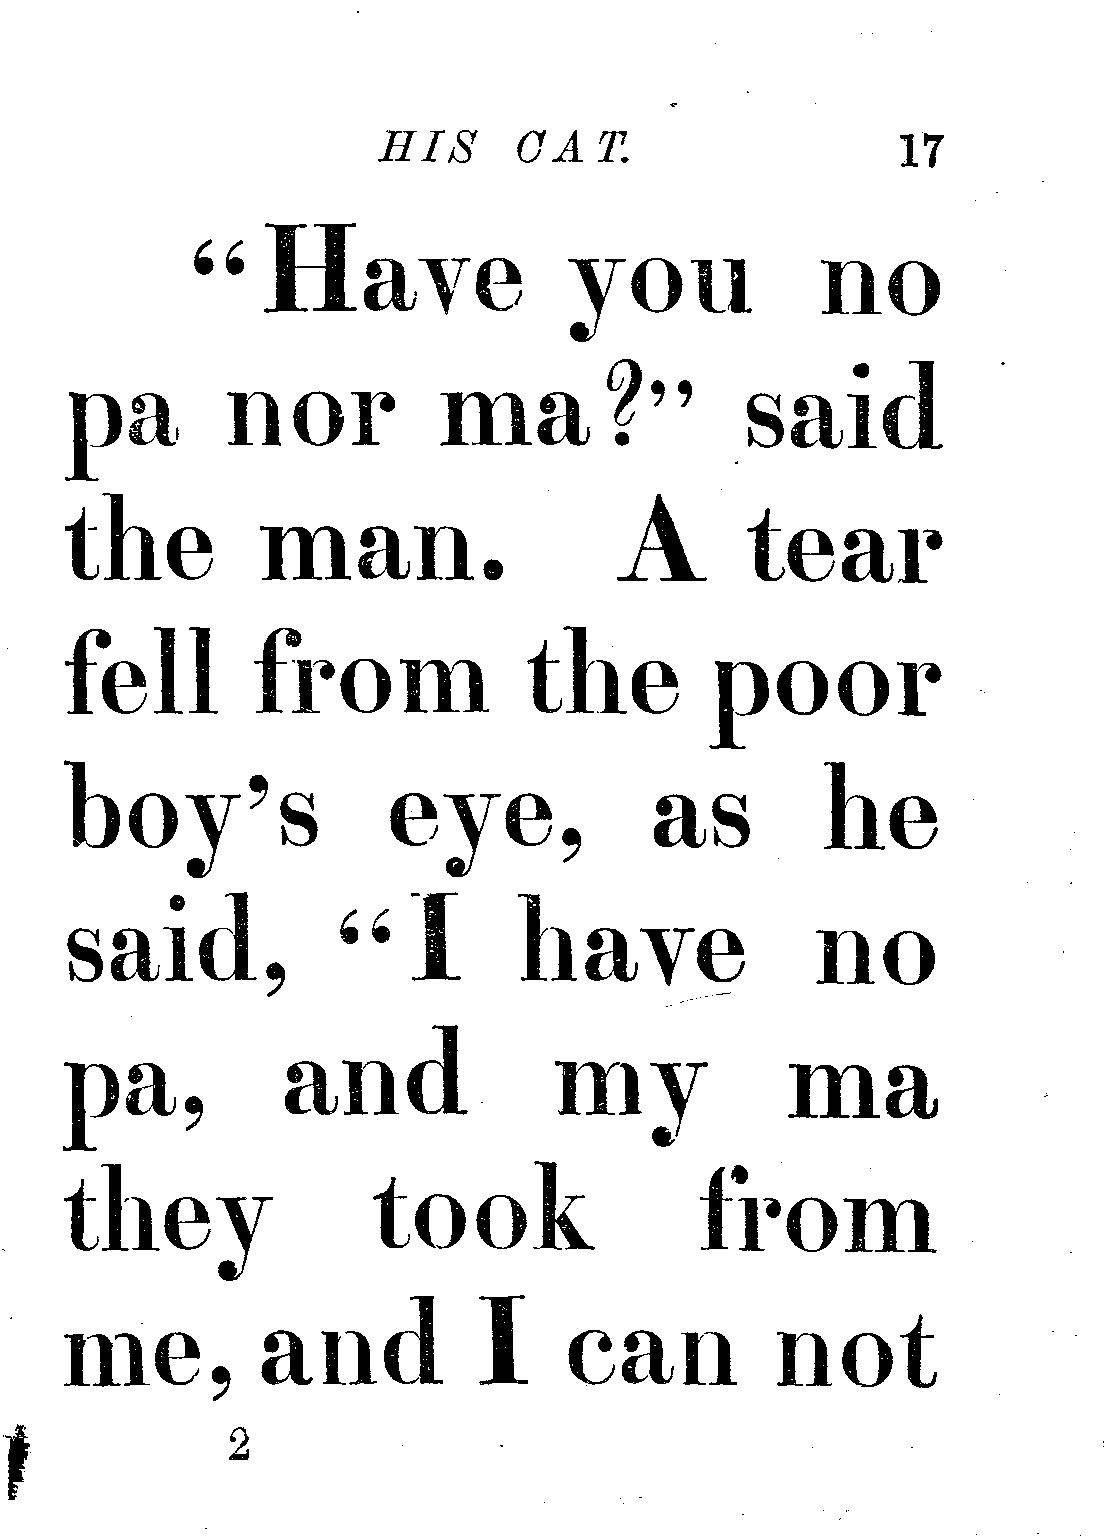 HIS CAT. 17
“Have you no
pa nor ma?” said
the man. A tear
fell from the poor
boy’s eye, as he
said, “I have no
pa, and my ma
they took from
me, and I can not
2